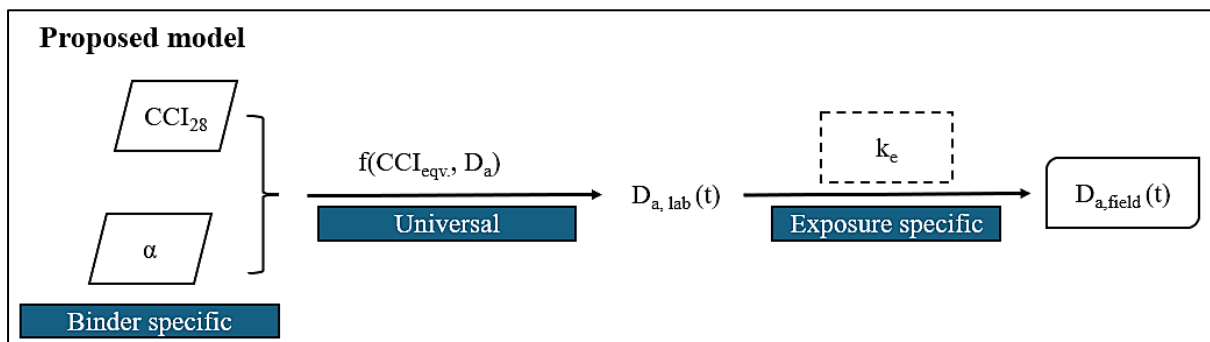 Proposed model
CCI28
α
Binder specific
f(CCIeqv., Da)
Universal
Da, lab (t)
ke
Exposure specific
Da,field (t)